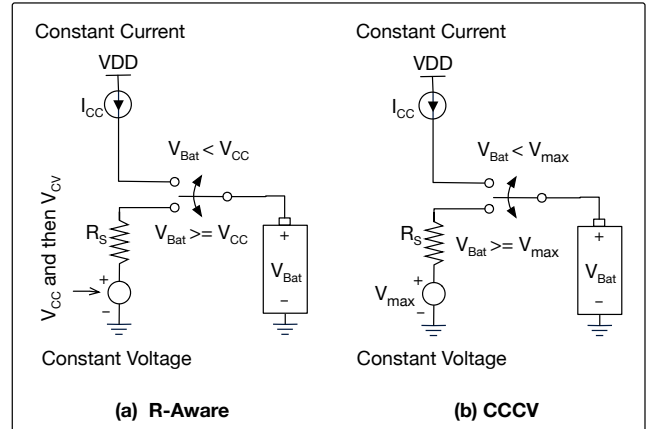 Constant Current
VDD
I_CC
V_Bat < V_CC
R_S
V_Bat >= V_CC
V_CC and then V_CV
+
−
+
V_Bat
−
Constant Voltage
(a) R-Aware
Constant Current
VDD
I_CC
V_Bat < V_max
R_S
V_Bat >= V_max
V_max
+
−
+
V_Bat
−
Constant Voltage
(b) CCCV